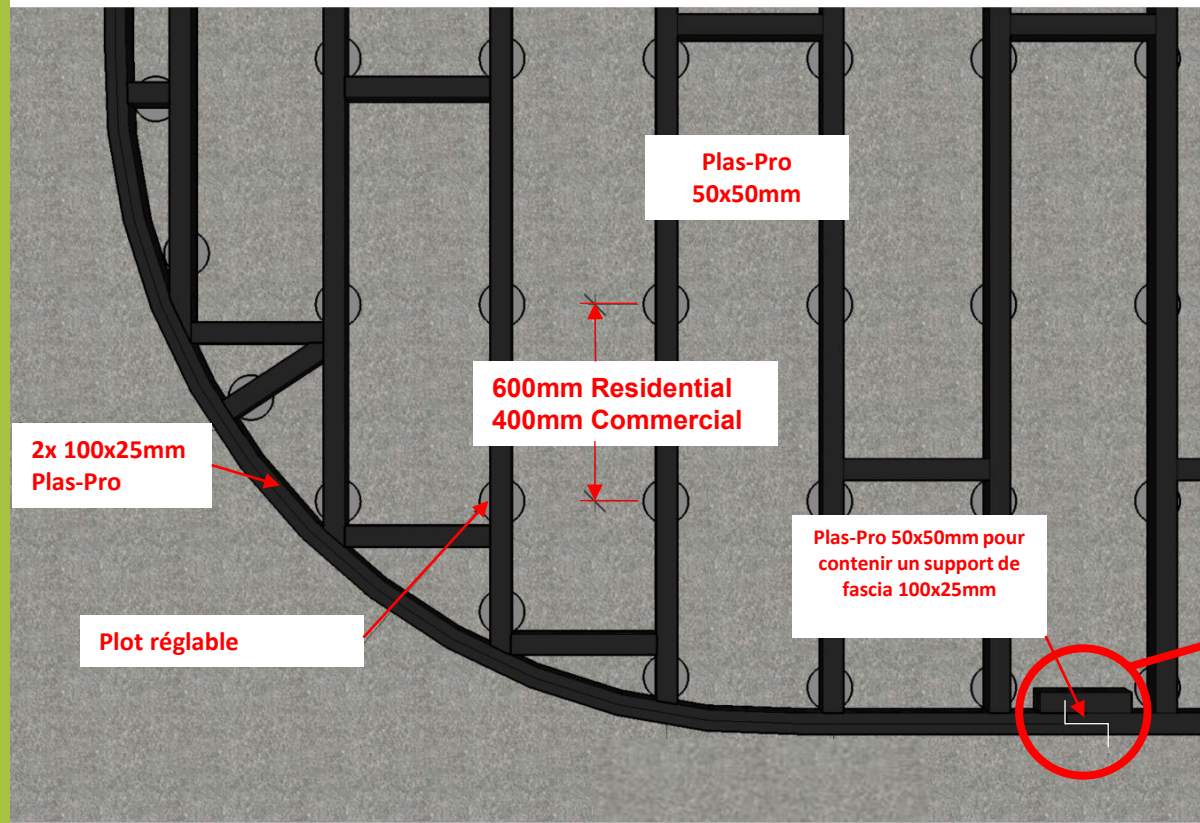 Plas-Pro
50x50mm
600mm Residential
400mm Commercial
2x 100x25mm
Plas-Pro
Plas-Pro 50x50mm pour
contenir un support de
fascia 100x25mm
Plot réglable